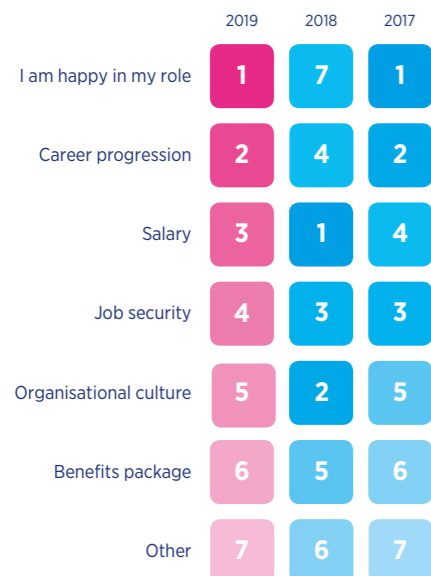 2019 2018 2017
I am happy in my role 1 7 1
Career progression 2 4 2
Salary 3 1 4
Job security 4 3 3
Organisational culture 5 2 5
Benefits package 6 5 6
Other 7 6 7